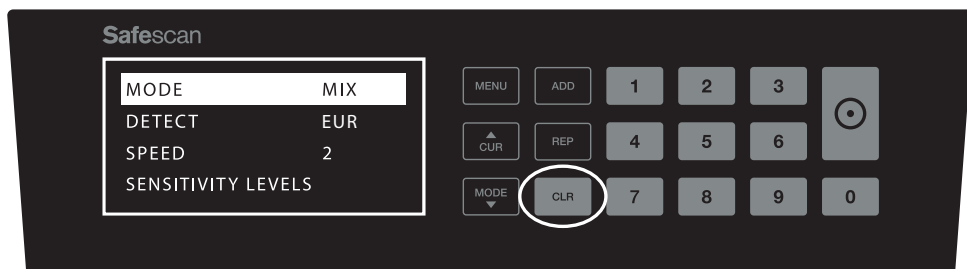 Safescan
MODE MIX
DETECT EUR
SPEED 2
SENSITIVITY LEVELS
MENU ADD 1 2 3
CUR REP 4 5 6
MODE CLR 7 8 9 0